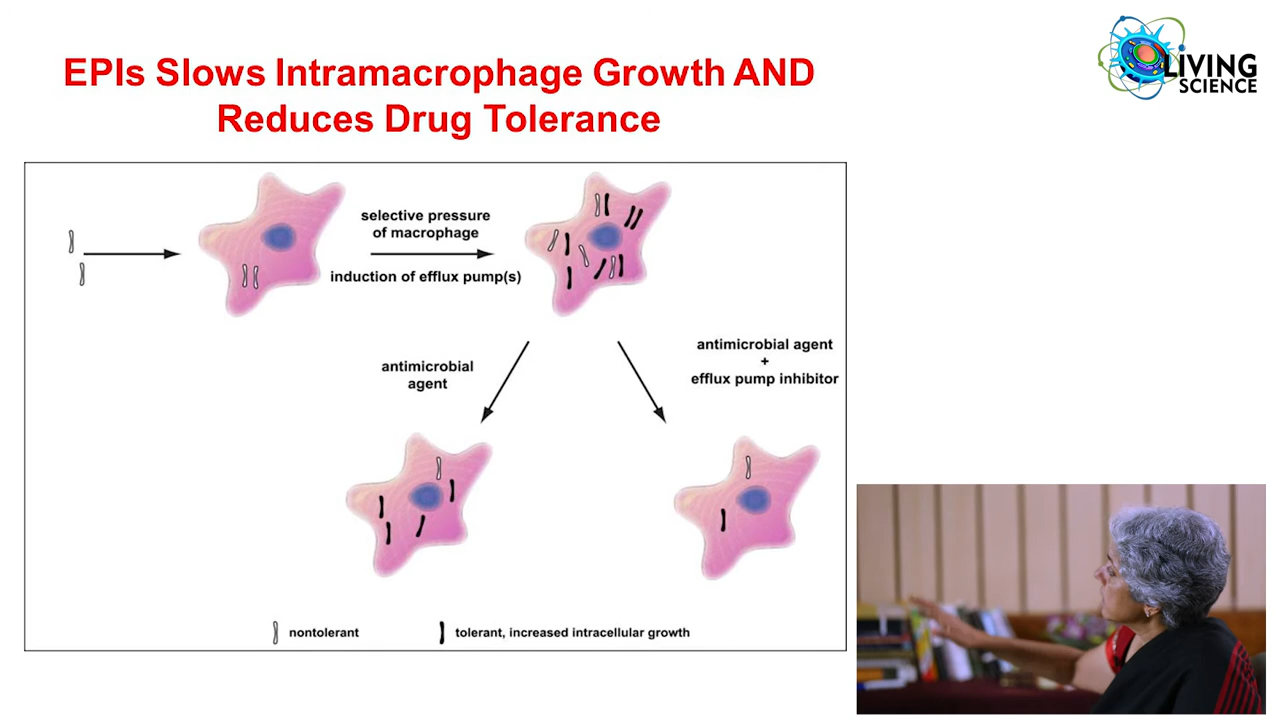 EPIs Slows Intramacrophage Growth AND
Reduces Drug Tolerance
LIVING
SCIENCE
selective pressure
of macrophage
induction of efflux pump(s)
antimicrobial
agent
antimicrobial agent
+
efflux pump inhibitor
nontolerant
tolerant, increased intracellular growth